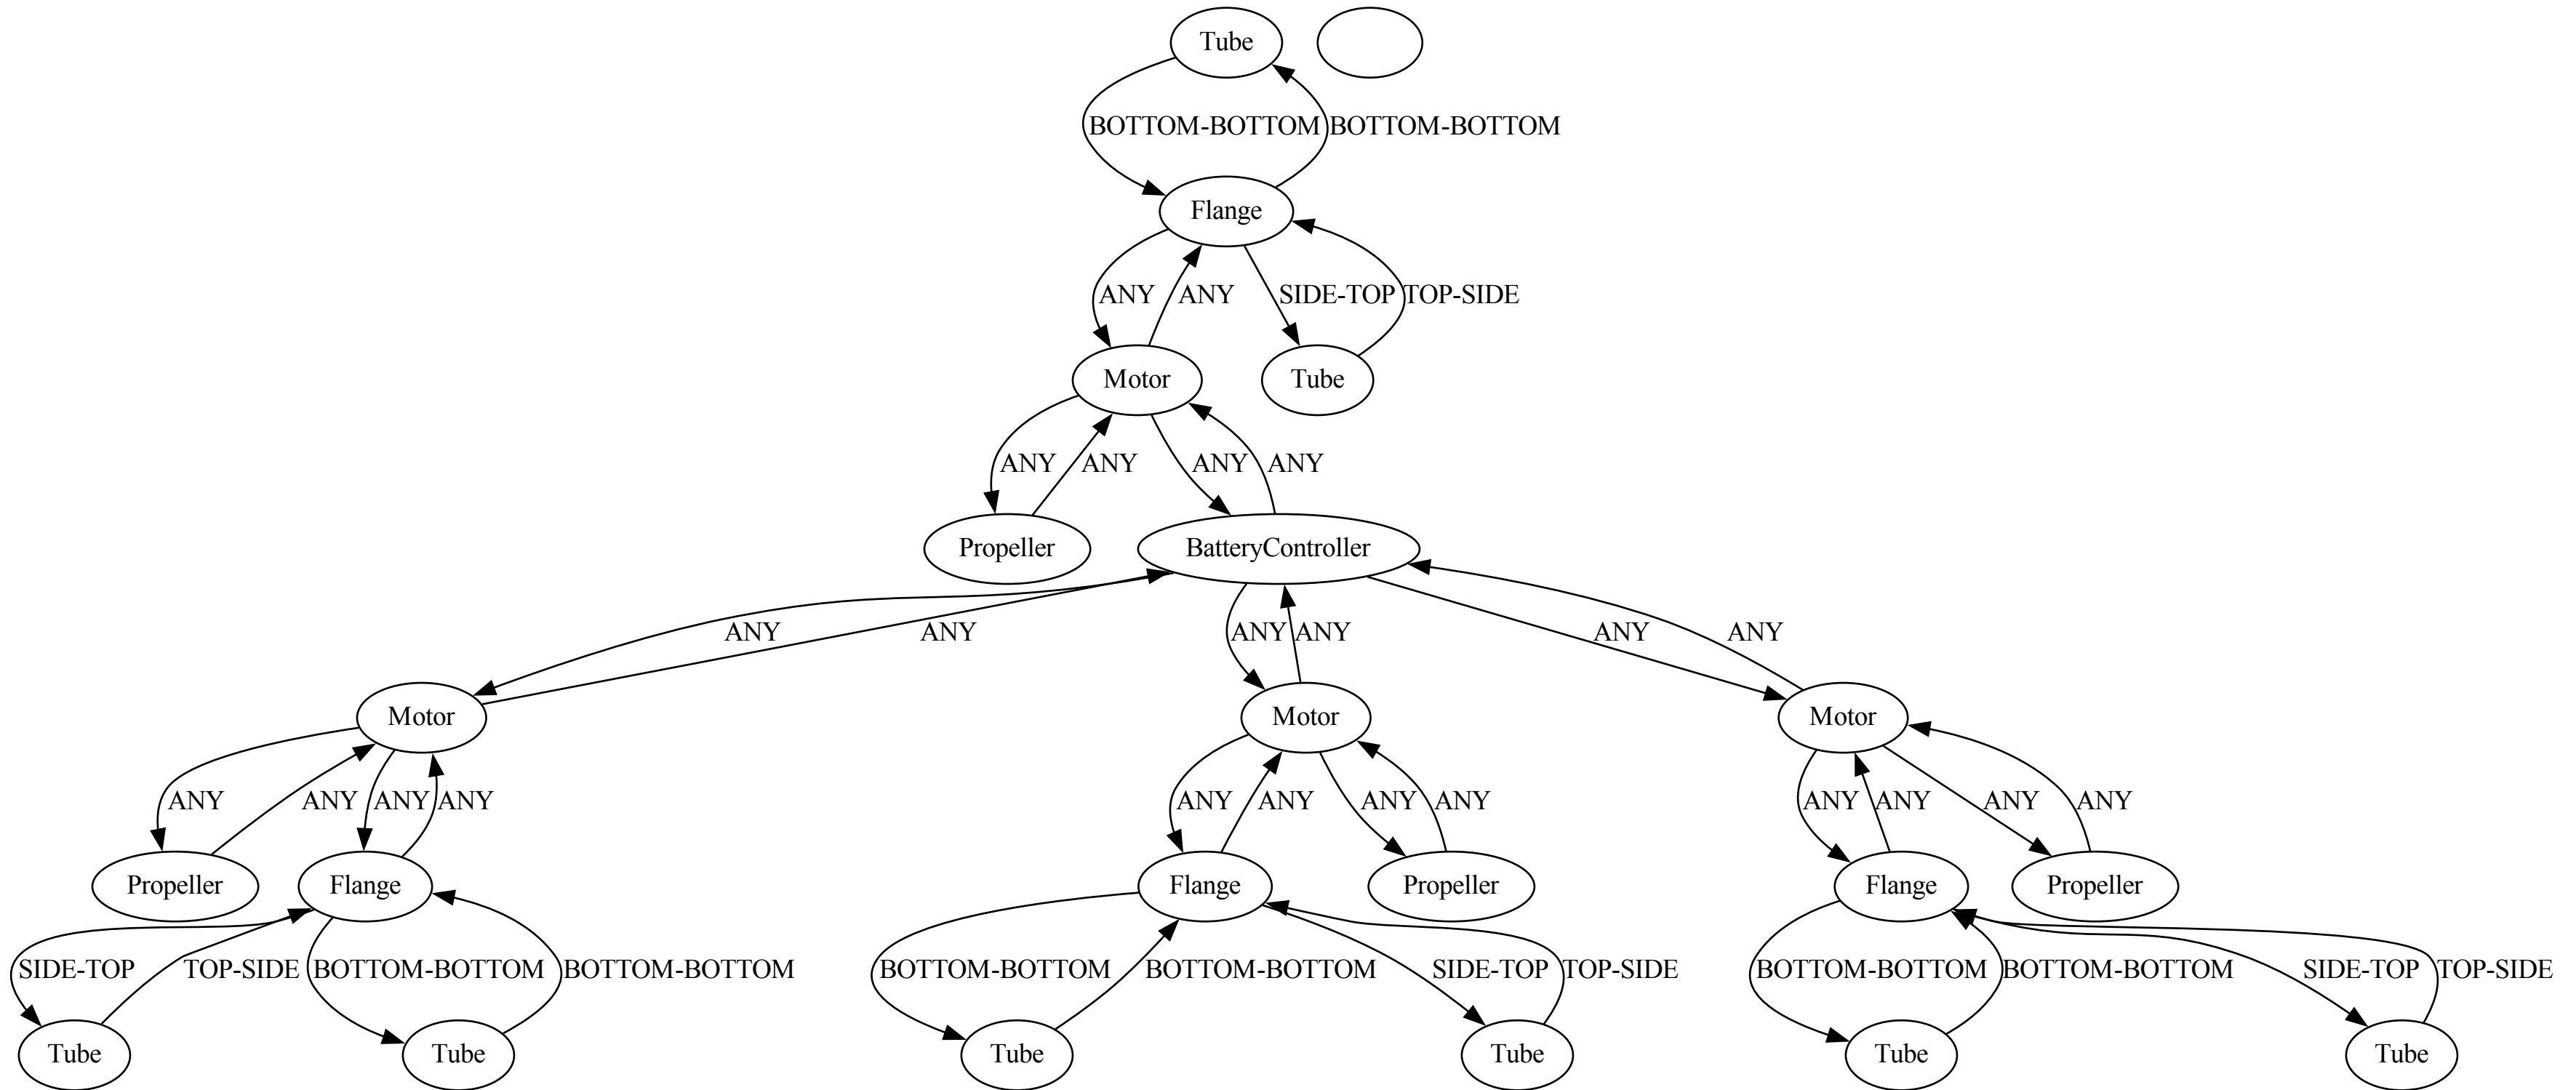 Tube
BOTTOM-BOTTOM BOTTOM-BOTTOM
Flange
ANY ANY SIDE-TOP TOP-SIDE
Motor Tube
ANY ANY ANY ANY
Propeller BatteryController
ANY ANY ANY ANY ANY ANY
Motor Motor Motor
ANY ANY ANY ANY ANY ANY ANY ANY ANY ANY ANY ANY
Propeller Flange Flange Propeller Flange Propeller
SIDE-TOP TOP-SIDE BOTTOM-BOTTOM BOTTOM-BOTTOM BOTTOM-BOTTOM BOTTOM-BOTTOM SIDE-TOP TOP-SIDE BOTTOM-BOTTOM BOTTOM-BOTTOM SIDE-TOP TOP-SIDE
Tube Tube Tube Tube Tube Tube